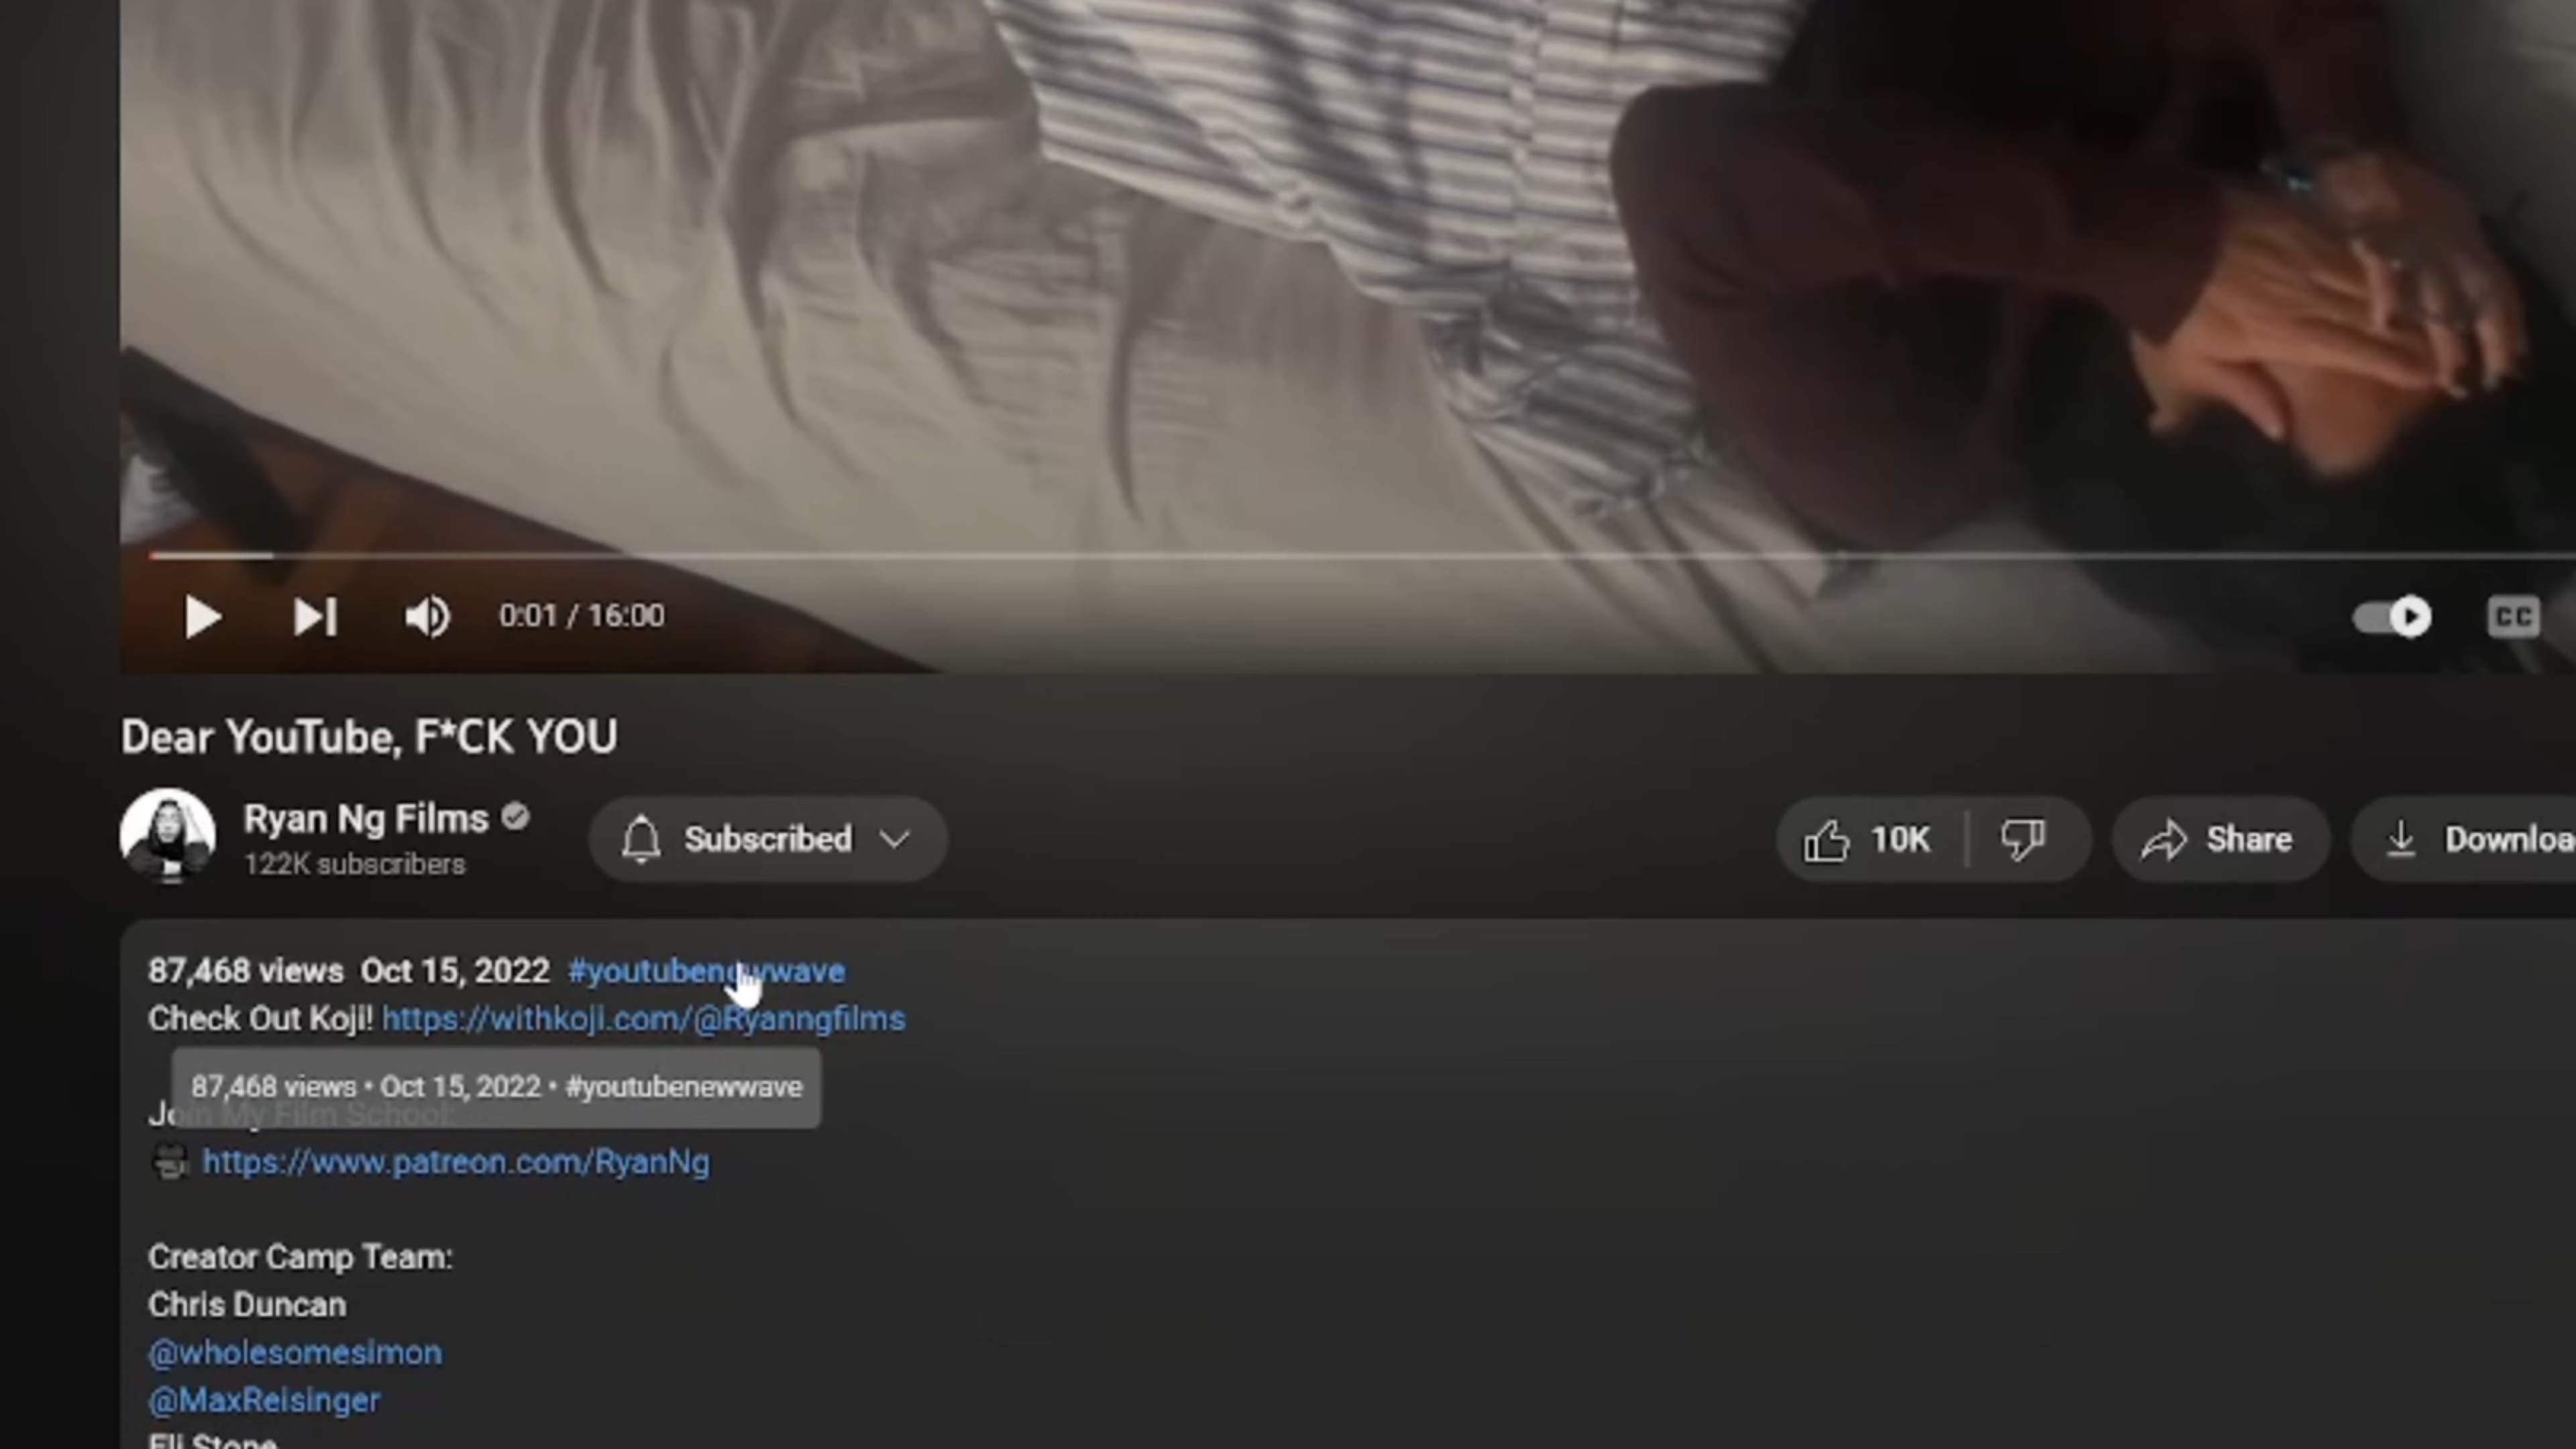 0:01 / 16:00
CC
Dear YouTube, F*CK YOU
Ryan Ng Films
122K subscribers
Subscribed
10K
Share
Downloa
87,468 views Oct 15, 2022 #youtubenewwave
Check Out Koji! https://withkoji.com/@Ryanngfilms
87,468 views • Oct 15, 2022 • #youtubenewwave
Join My Film School:
https://www.patreon.com/RyanNg
Creator Camp Team:
Chris Duncan
@wholesomesimon
@MaxReisinger
Eli Stone